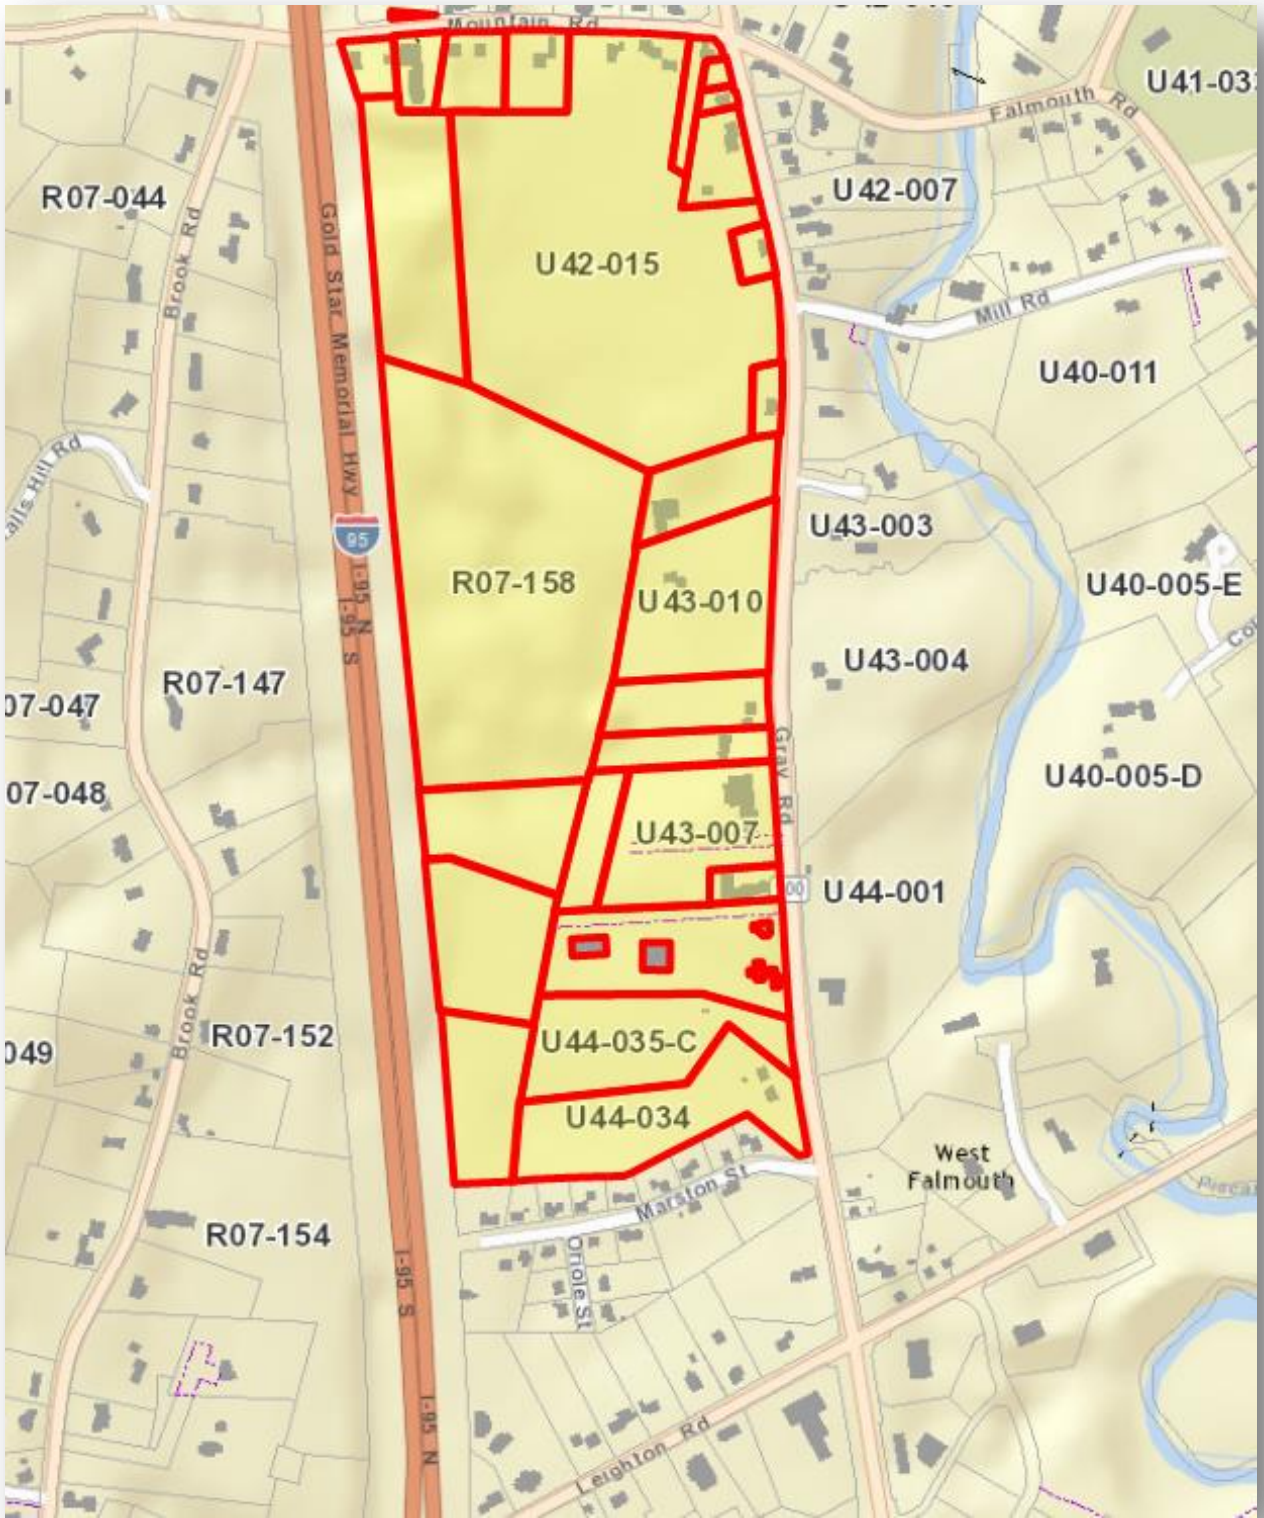 Mountain Rd
U41-033
Falmouth Rd
R07-044
U42-007
Brook Rd
Gold Star Memorial Hwy
U42-015
Mill Rd
U40-011
Falls Hill Rd
95
U43-003
I-95 N
I-95 S
R07-158
U43-010
U40-005-E
U43-004
R07-147
07-047
Gray Rd
U40-005-D
07-048
U43-007
00
U44-001
Brook Rd
R07-152
049
U44-035-C
U44-034
West
Falmouth
Marston St
R07-154
Oriole St
I-95 S
I-95 N
Leighton Rd